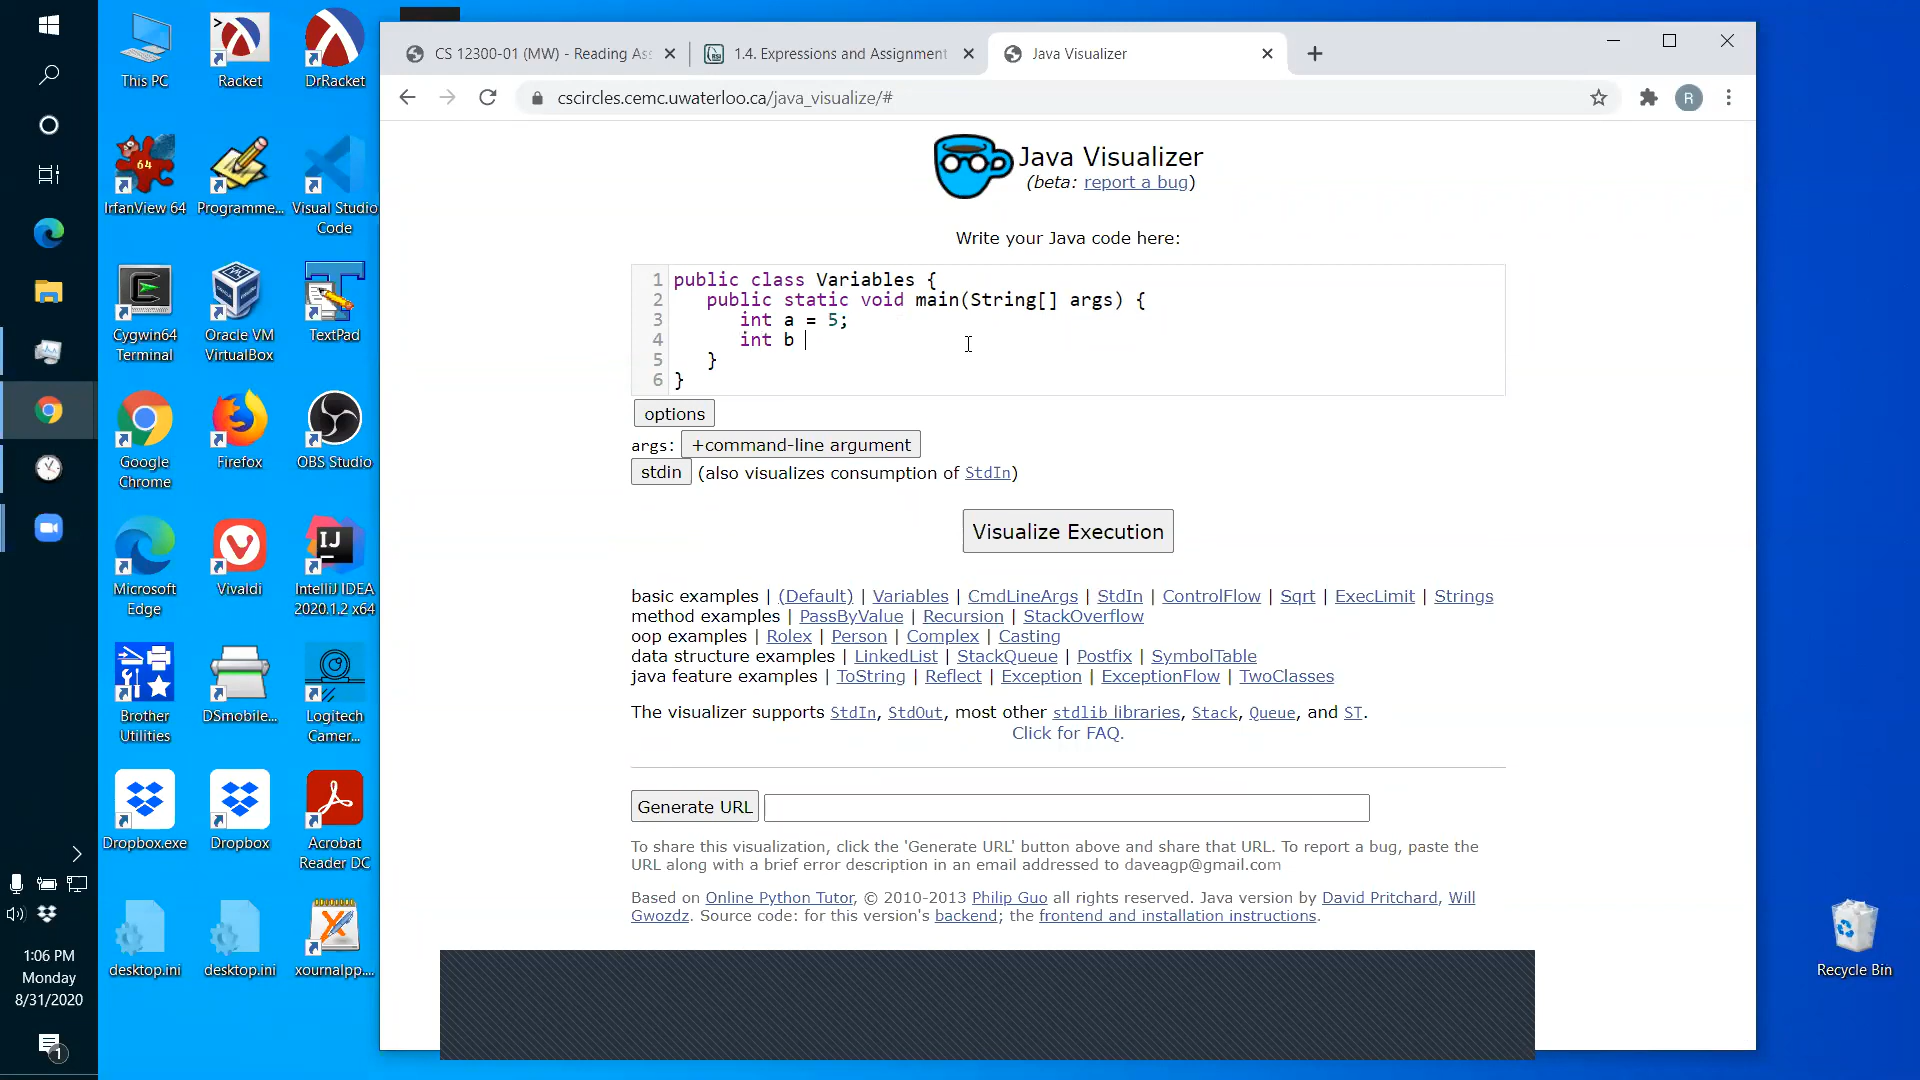 This PC
Racket
DrRacket
IrfanView 64
Programme...
Visual Studio
Code
Cygwin64
Terminal
Oracle VM
VirtualBox
TextPad
Google
Chrome
Firefox
OBS Studio
Microsoft
Edge
Vivaldi
IntelliJ IDEA
2020.1.2 x64
Brother
Utilities
DSmobile...
Logitech
Camer...
Dropbox.exe
Dropbox
Acrobat
Reader DC
desktop.ini
desktop.ini
xournalpp....
1:06 PM
Monday
8/31/2020
1
CS 12300-01 (MW) - Reading Ass
1.4. Expressions and Assignment
Java Visualizer
cscircles.cemc.uwaterloo.ca/java_visualize/#
R
Java Visualizer
(beta: report a bug)
Write your Java code here:
1 public class Variables {
2 public static void main(String[] args) {
3 int a = 5;
4 int b
5 }
6 }
options
args: +command-line argument
stdin (also visualizes consumption of StdIn)
Visualize Execution
basic examples | (Default) | Variables | CmdLineArgs | StdIn | ControlFlow | Sqrt | ExecLimit | Strings
method examples | PassByValue | Recursion | StackOverflow
oop examples | Rolex | Person | Complex | Casting
data structure examples | LinkedList | StackQueue | Postfix | SymbolTable
java feature examples | ToString | Reflect | Exception | ExceptionFlow | TwoClasses
The visualizer supports StdIn, StdOut, most other stdlib libraries, Stack, Queue, and ST.
Click for FAQ.
Generate URL
To share this visualization, click the 'Generate URL' button above and share that URL. To report a bug, paste the
URL along with a brief error description in an email addressed to daveagp@gmail.com
Based on Online Python Tutor, © 2010-2013 Philip Guo all rights reserved. Java version by David Pritchard, Will
Gwozdz. Source code: for this version's backend; the frontend and installation instructions.
Recycle Bin